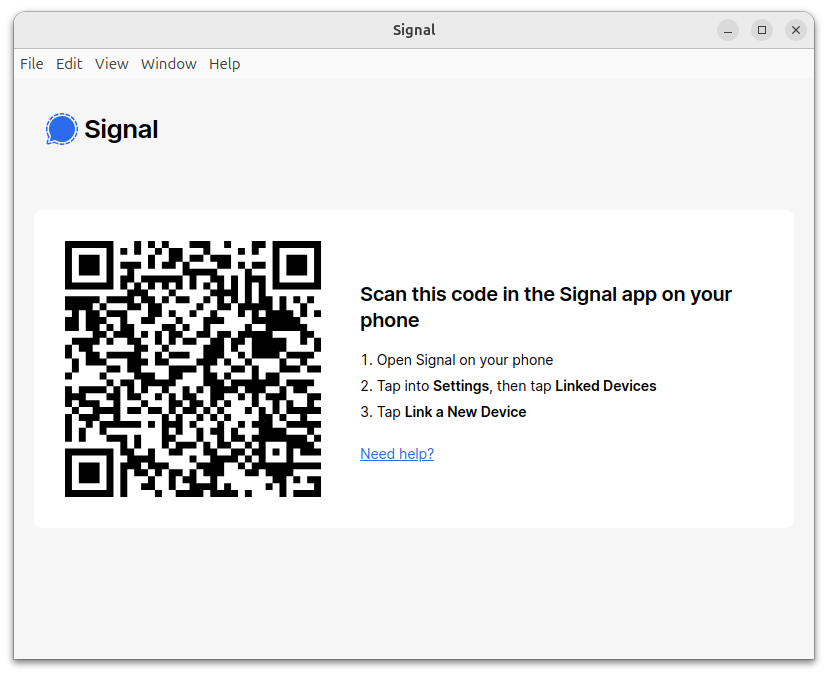 Signal
File Edit View Window Help
Signal
Scan this code in the Signal app on your
phone
1. Open Signal on your phone
2. Tap into Settings, then tap Linked Devices
3. Tap Link a New Device
Need help?